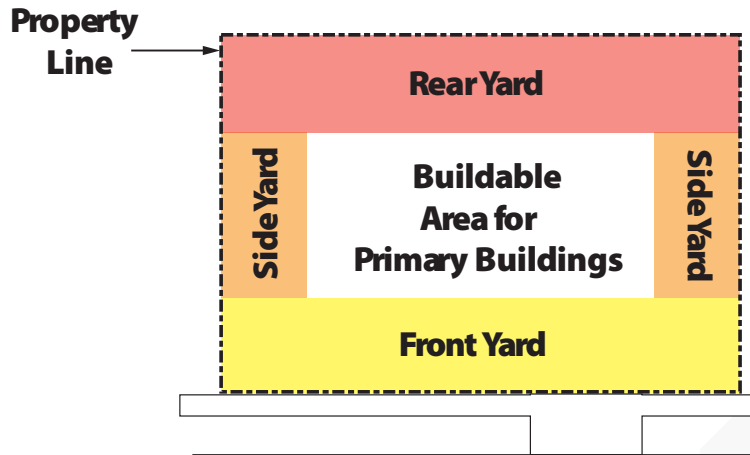 Property
Line
Rear Yard
Side Yard
Buildable
Area for
Primary Buildings
Side Yard
Front Yard